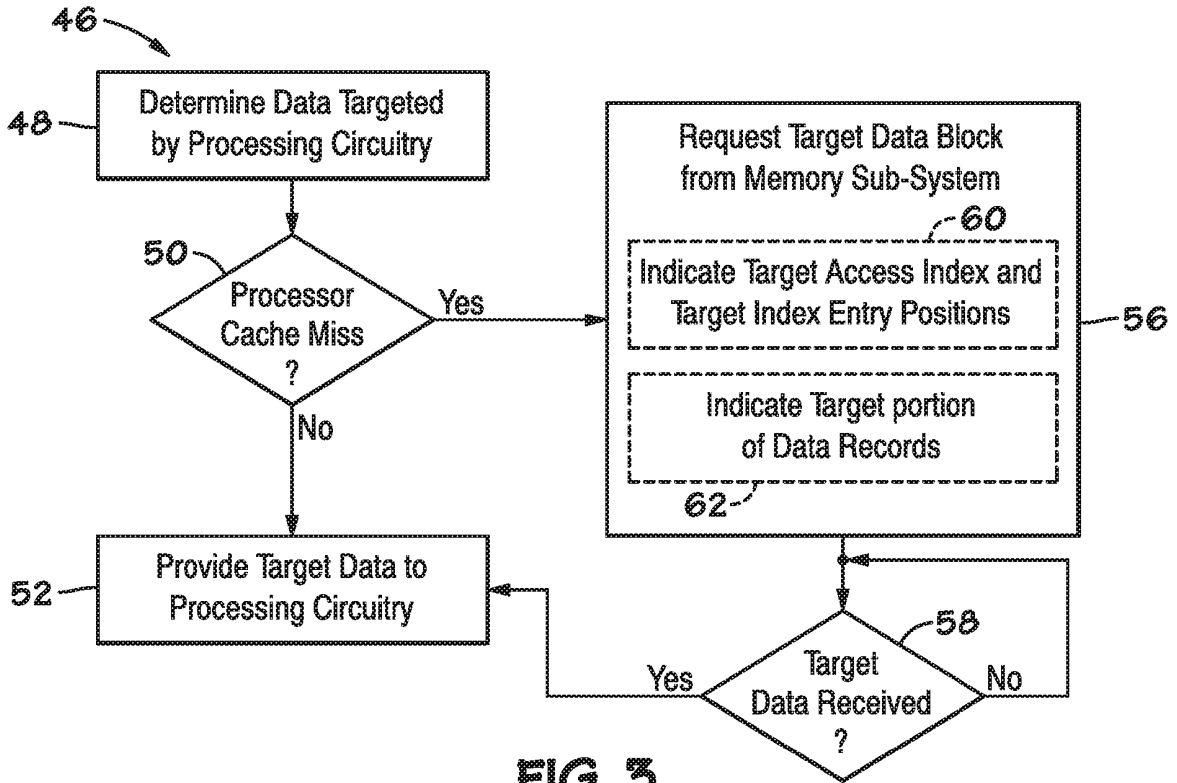 46
48
Determine Data Targeted
by Processing Circuitry
50
Processor
Cache Miss
?
Yes
No
Request Target Data Block
from Memory Sub-System
60
Indicate Target Access Index and
Target Index Entry Positions
56
Indicate Target portion
of Data Records
62
52
Provide Target Data to
Processing Circuitry
58
Target
Data Received
?
Yes
No
FIG. 3